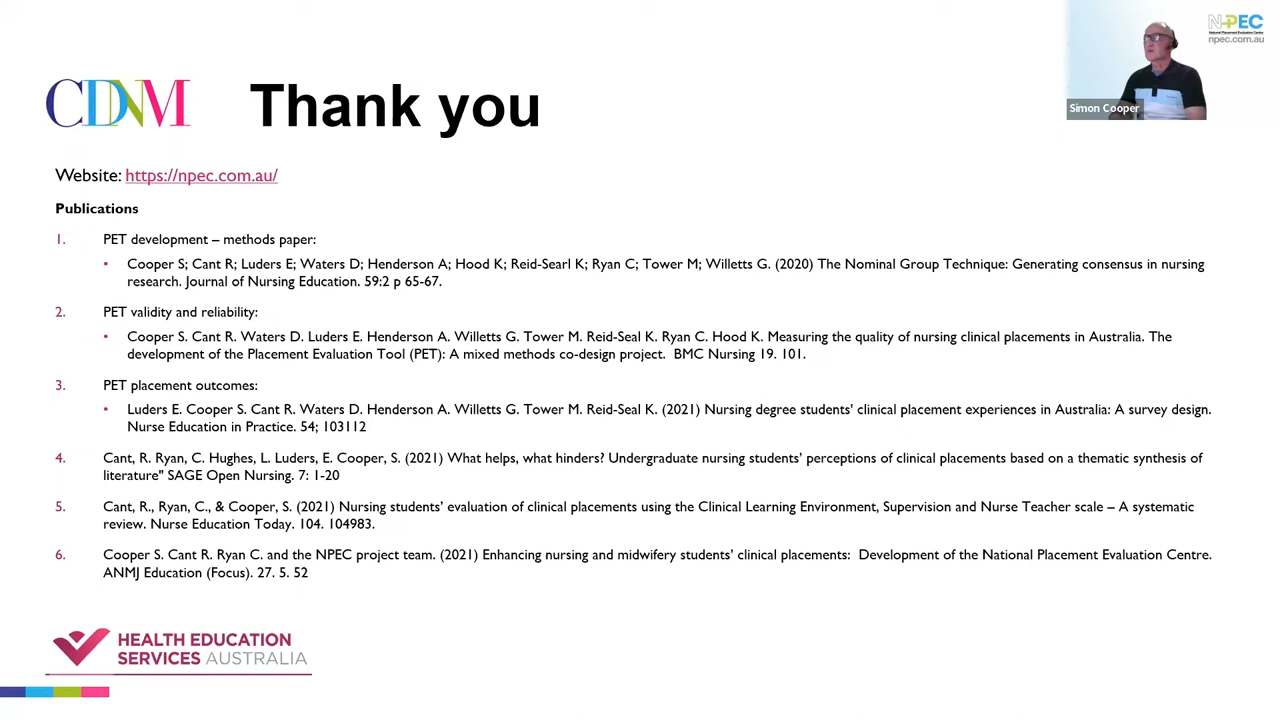 N-PEC
National Placement Evaluation Centre
npec.com.au
Simon Cooper
CDNM
Thank you
Website: https://npec.com.au/
Publications
1. PET development – methods paper:
• Cooper S; Cant R; Luders E; Waters D; Henderson A; Hood K; Reid-Searl K; Ryan C; Tower M; Willetts G. (2020) The Nominal Group Technique: Generating consensus in nursing
research. Journal of Nursing Education. 59:2 p 65-67.
2. PET validity and reliability:
• Cooper S. Cant R. Waters D. Luders E. Henderson A. Willetts G. Tower M. Reid-Seal K. Ryan C. Hood K. Measuring the quality of nursing clinical placements in Australia. The
development of the Placement Evaluation Tool (PET): A mixed methods co-design project. BMC Nursing 19. 101.
3. PET placement outcomes:
• Luders E. Cooper S. Cant R. Waters D. Henderson A. Willetts G. Tower M. Reid-Seal K. (2021) Nursing degree students' clinical placement experiences in Australia: A survey design.
Nurse Education in Practice. 54; 103112
4. Cant, R. Ryan, C. Hughes, L. Luders, E. Cooper, S. (2021) What helps, what hinders? Undergraduate nursing students’ perceptions of clinical placements based on a thematic synthesis of
literature" SAGE Open Nursing. 7: 1-20
5. Cant, R., Ryan, C., & Cooper, S. (2021) Nursing students’ evaluation of clinical placements using the Clinical Learning Environment, Supervision and Nurse Teacher scale – A systematic
review. Nurse Education Today. 104. 104983.
6. Cooper S. Cant R. Ryan C. and the NPEC project team. (2021) Enhancing nursing and midwifery students’ clinical placements: Development of the National Placement Evaluation Centre.
ANMJ Education (Focus). 27. 5. 52
HEALTH EDUCATION
SERVICES AUSTRALIA